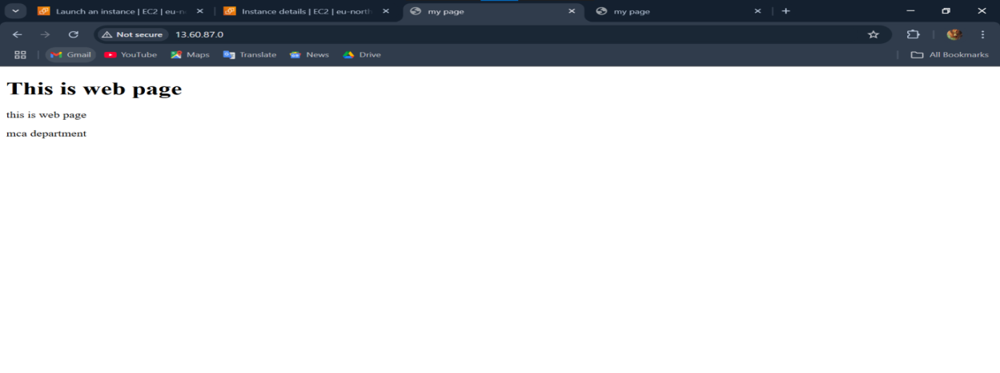 Launch an instance | EC2 | eu-n
Instance details | EC2 | eu-north
my page
my page
Not secure
13.60.87.0
Gmail
YouTube
Maps
Translate
News
Drive
All Bookmarks
This is web page
this is web page
mca department